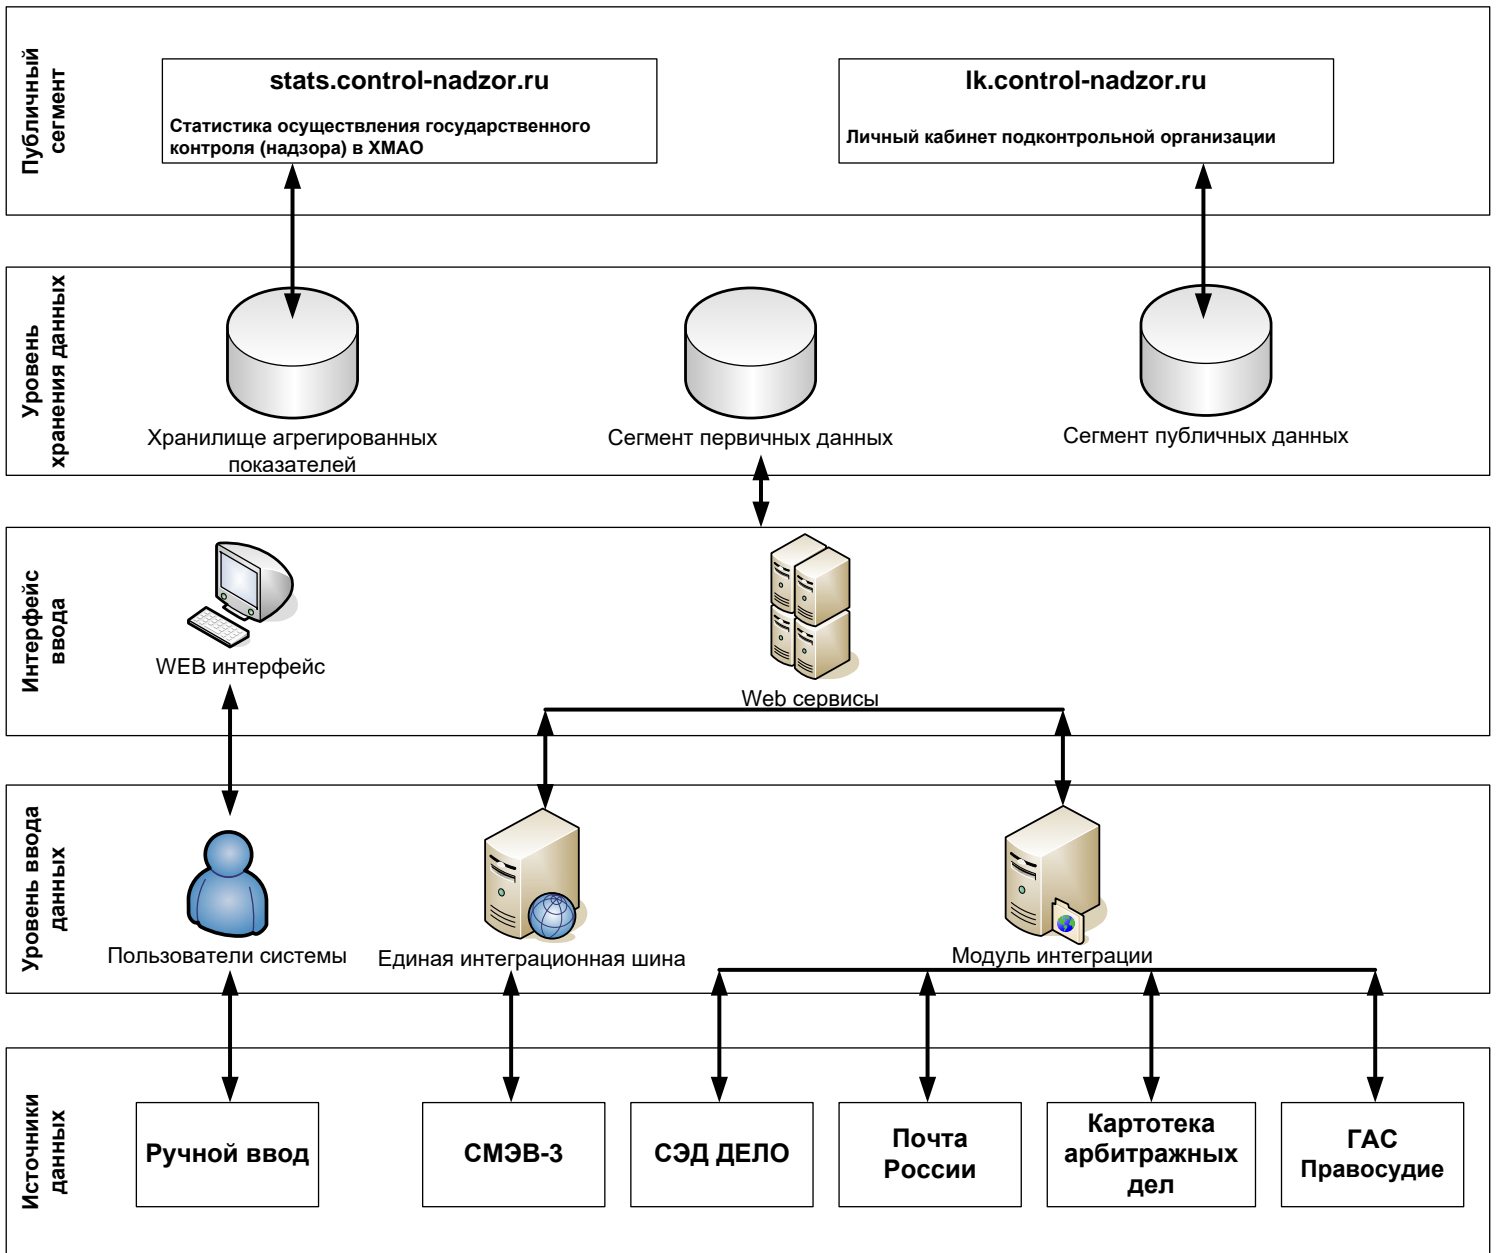 Публичный
сегмент
stats.control-nadzor.ru
Статистика осуществления государственного
контроля (надзора) в ХМАО
lk.control-nadzor.ru
Личный кабинет подконтрольной организации
Уровень
хранения данных
Хранилище агрегированных
показателей
Сегмент первичных данных
Сегмент публичных данных
Интерфейс
ввода
WEB интерфейс
Web сервисы
Уровень ввода
данных
Пользователи системы
Единая интеграционная шина
Модуль интеграции
Источники
данных
Ручной ввод
СМЭВ-3
СЭД ДЕЛО
Почта
России
Картотека
арбитражных
дел
ГАС
Правосудие